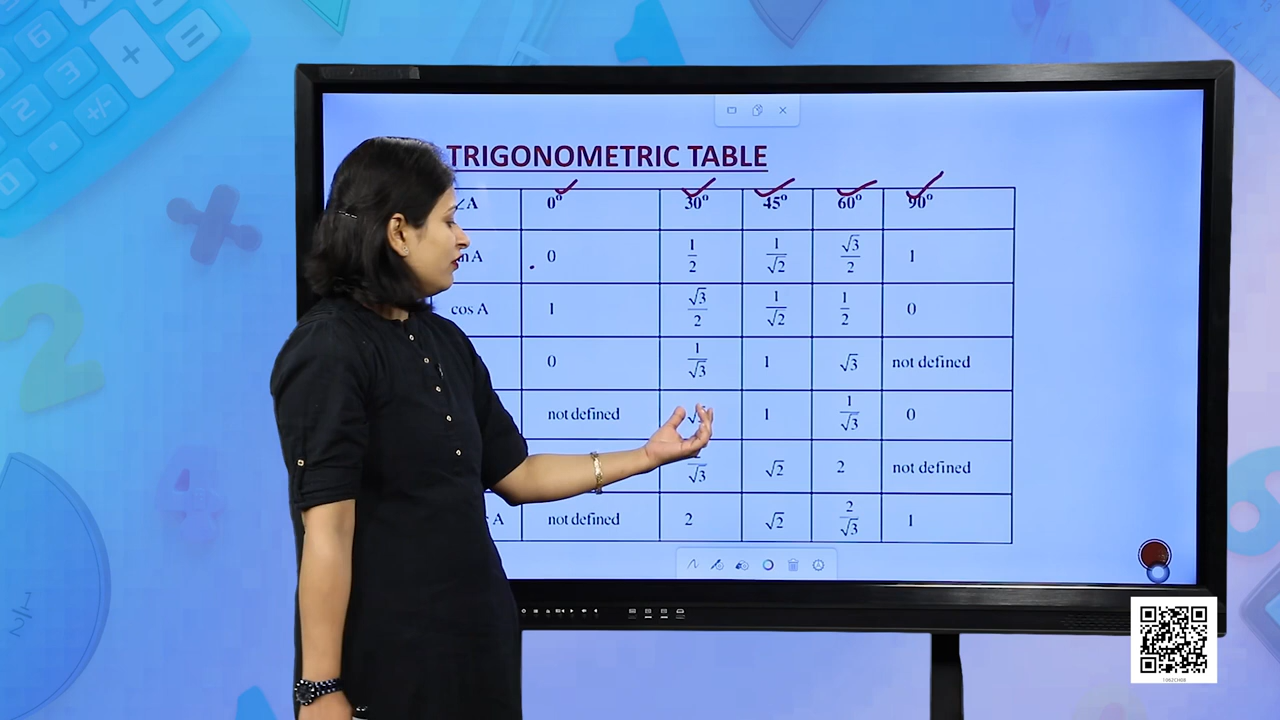 TRIGONOMETRIC TABLE
∠A 0° 30° 45° 60° 90°
A 0 1/2 1/√2 √3/2 1
cos A 1 √3/2 1/√2 1/2 0
0 1/√3 1 √3 not defined
not defined 1 1/√3 0
√3 √2 2 not defined
A not defined 2 √2 2/√3 1